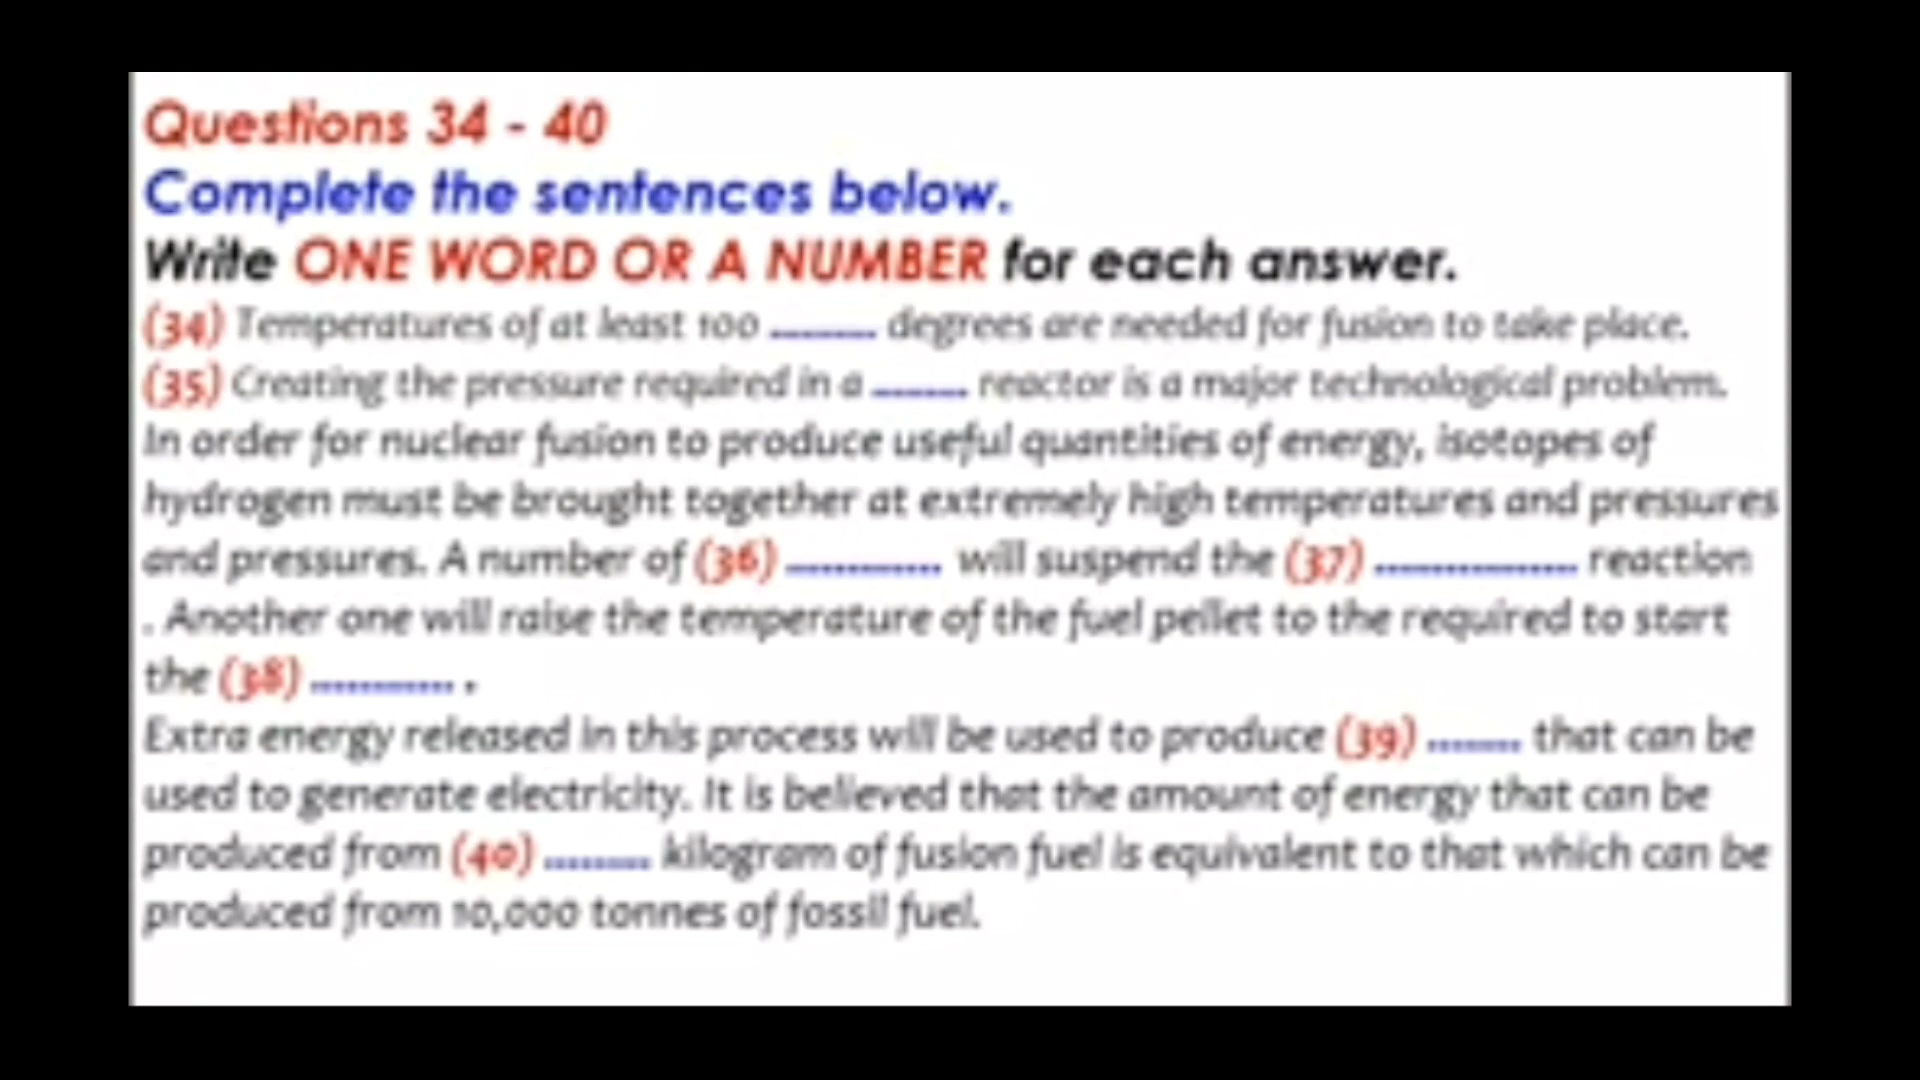 Questions 34 - 40
Complete the sentences below.
Write ONE WORD OR A NUMBER for each answer.
(34) Temperatures of at least 100 ......... degrees are needed for fusion to take place.
(35) Creating the pressure required in a ........ reactor is a major technological problem.
In order for nuclear fusion to produce useful quantities of energy, isotopes of
hydrogen must be brought together at extremely high temperatures and pressures
and pressures. A number of (36) ............. will suspend the (37) ................. reaction
. Another one will raise the temperature of the fuel pellet to the required to start
the (38) ............ .
Extra energy released in this process will be used to produce (39) ........ that can be
used to generate electricity. It is believed that the amount of energy that can be
produced from (40) ......... kilogram of fusion fuel is equivalent to that which can be
produced from 10,000 tonnes of fossil fuel.